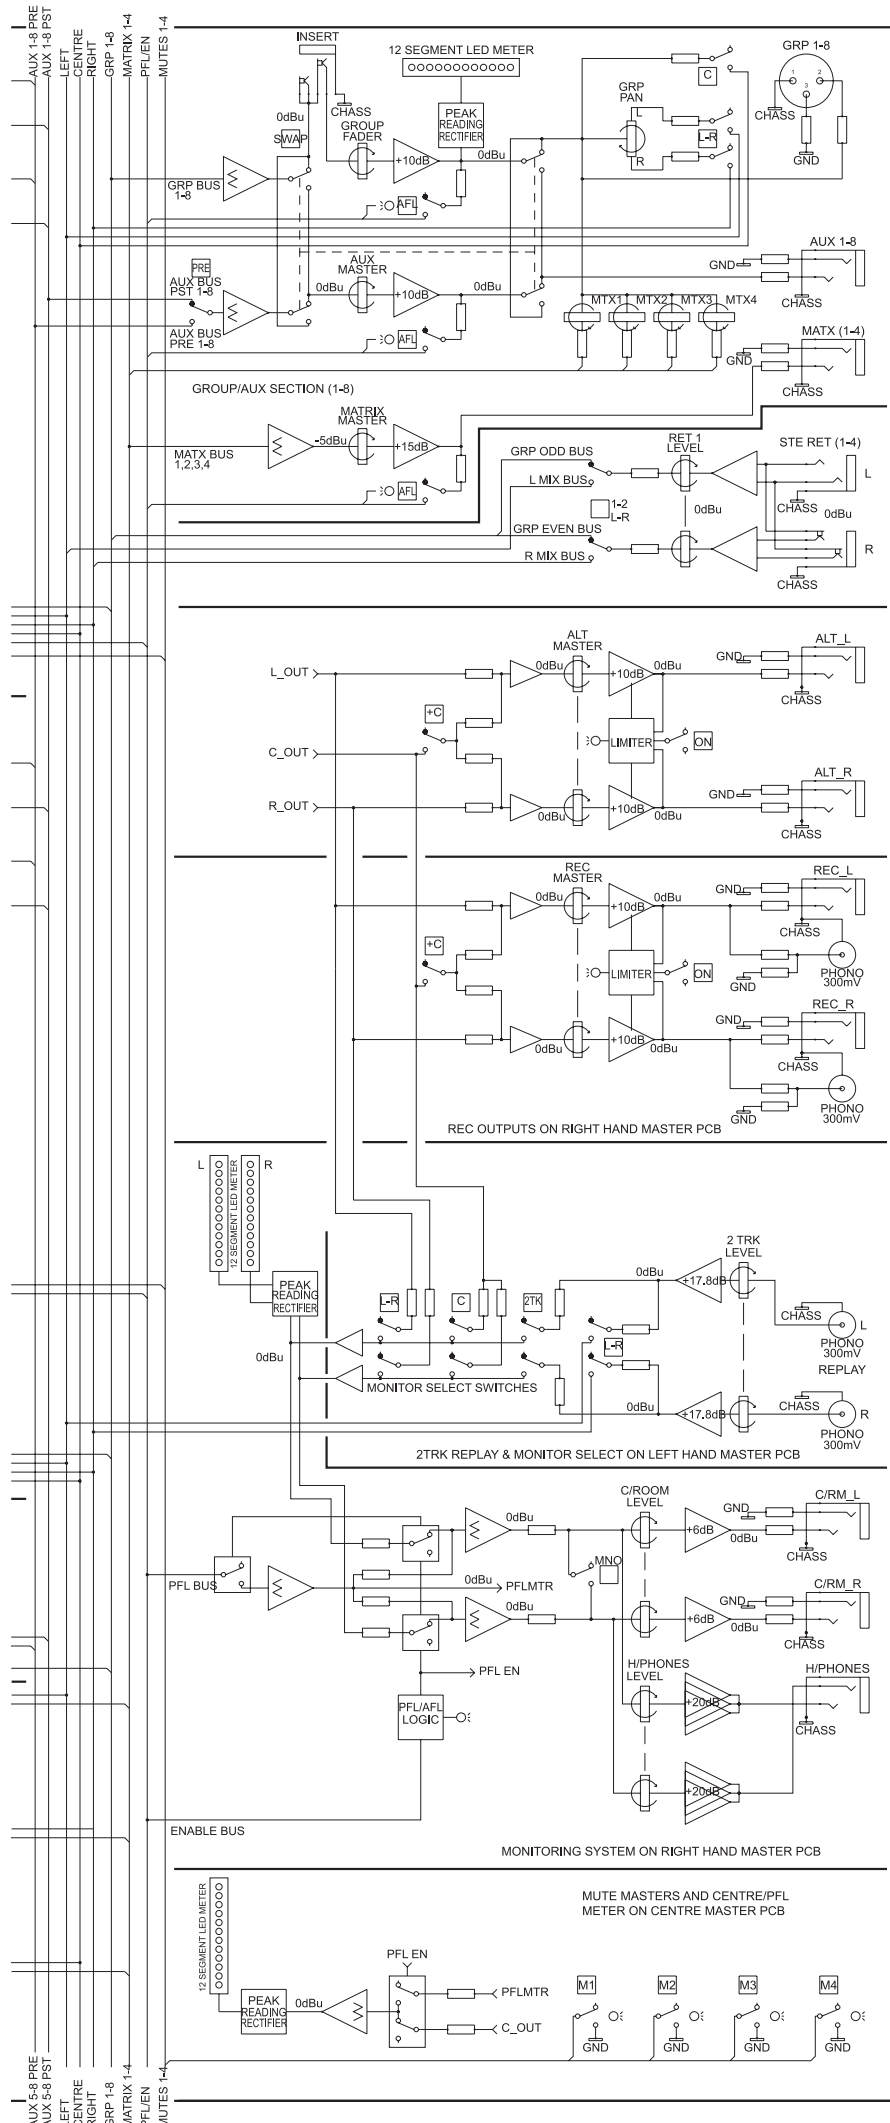 AUX 1-8 PRE
AUX 1-8 PST
LEFT
CENTRE
RIGHT
GRP 1-8
MATRIX 1-4
PFL/EN
MUTES 1-4
INSERT
12 SEGMENT LED METER
GRP 1-8
C
GRP
PAN
L
R
L-R
1
2
3
CHASS
GND
CHASS
0dBu
SWAP
GROUP
FADER
+10dB
PEAK
READING
RECTIFIER
0dBu
GRP BUS
1-8
AFL
AUX 1-8
GND
CHASS
PRE
AUX BUS
PST 1-8
AUX BUS
PRE 1-8
0dBu
AUX
MASTER
+10dB
0dBu
AFL
MTX1
MTX2
MTX3
MTX4
MATX (1-4)
GND
CHASS
GROUP/AUX SECTION (1-8)
MATX BUS
1,2,3,4
-5dBu
MATRIX
MASTER
+15dB
AFL
GRP ODD BUS
L MIX BUS
1-2
L-R
GRP EVEN BUS
R MIX BUS
RET 1
LEVEL
0dBu
STE RET (1-4)
L
CHASS
0dBu
R
CHASS
L_OUT
C_OUT
R_OUT
+C
0dBu
ALT
MASTER
+10dB
0dBu
LIMITER
ON
0dBu
+10dB
0dBu
GND
ALT_L
CHASS
GND
ALT_R
CHASS
+C
0dBu
REC
MASTER
+10dB
0dBu
LIMITER
ON
0dBu
+10dB
0dBu
GND
REC_L
CHASS
GND
PHONO
300mV
GND
REC_R
CHASS
GND
PHONO
300mV
REC OUTPUTS ON RIGHT HAND MASTER PCB
L
12 SEGMENT LED METER
R
PEAK
READING
RECTIFIER
0dBu
L-R
C
2TK
L-R
MONITOR SELECT SWITCHES
0dBu
+17.8dB
2 TRK
LEVEL
0dBu
+17.8dB
CHASS
L
PHONO
300mV
REPLAY
CHASS
R
PHONO
300mV
2TRK REPLAY & MONITOR SELECT ON LEFT HAND MASTER PCB
PFL BUS
0dBu
0dBu
PFLMTR
0dBu
MNO
C/ROOM
LEVEL
+6dB
0dBu
GND
C/RM_L
CHASS
+6dB
0dBu
GND
C/RM_R
CHASS
PFL EN
PFL/AFL
LOGIC
H/PHONES
LEVEL
+20dB
+20dB
H/PHONES
CHASS
ENABLE BUS
MONITORING SYSTEM ON RIGHT HAND MASTER PCB
MUTE MASTERS AND CENTRE/PFL
METER ON CENTRE MASTER PCB
12 SEGMENT LED METER
PEAK
READING
RECTIFIER
0dBu
PFL EN
PFLMTR
C_OUT
M1
M2
M3
M4
GND
GND
GND
GND
AUX 5-8 PRE
AUX 5-8 PST
LEFT
CENTRE
RIGHT
GRP 1-8
MATRIX 1-4
PFL/EN
MUTES 1-4